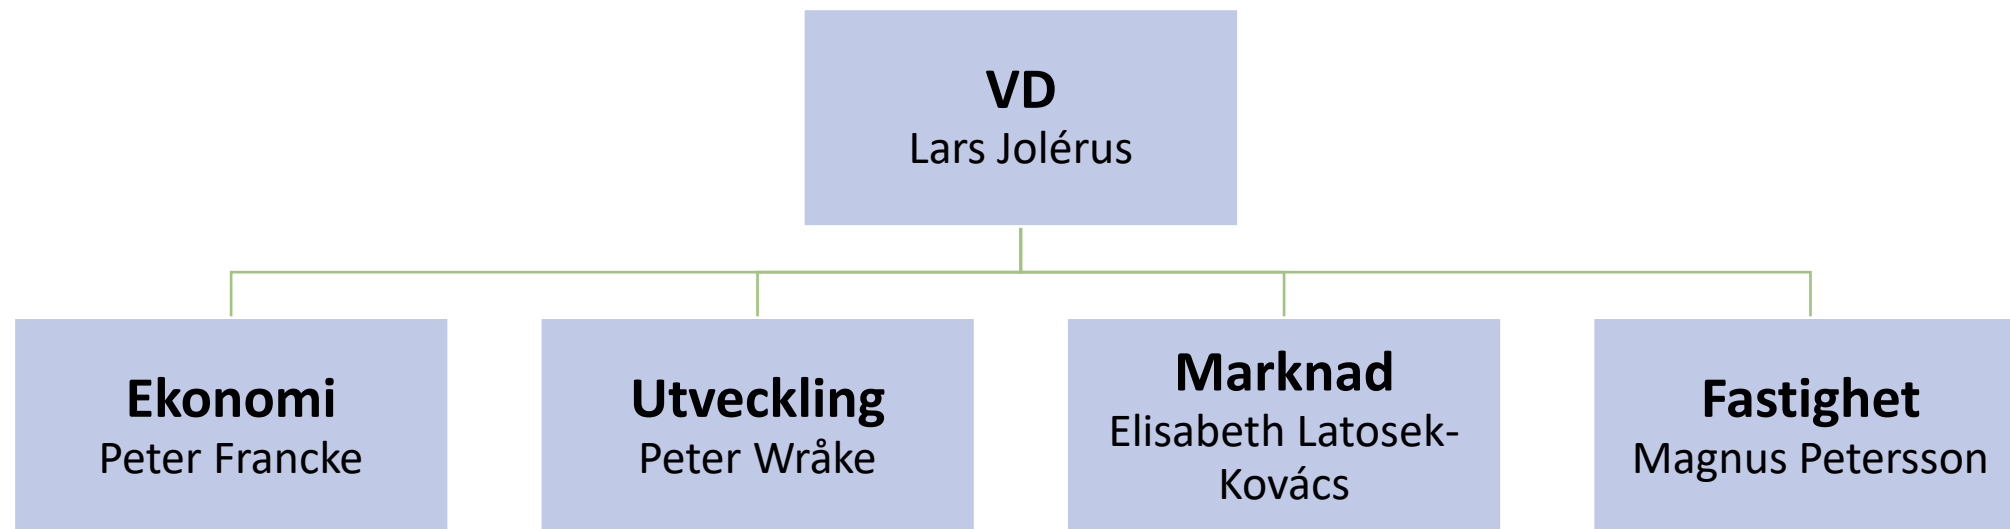 VD
Lars Jolérus
Ekonomi
Peter Francke
Utveckling
Peter Wråke
Marknad
Elisabeth Latosek-
Kovács
Fastighet
Magnus Petersson